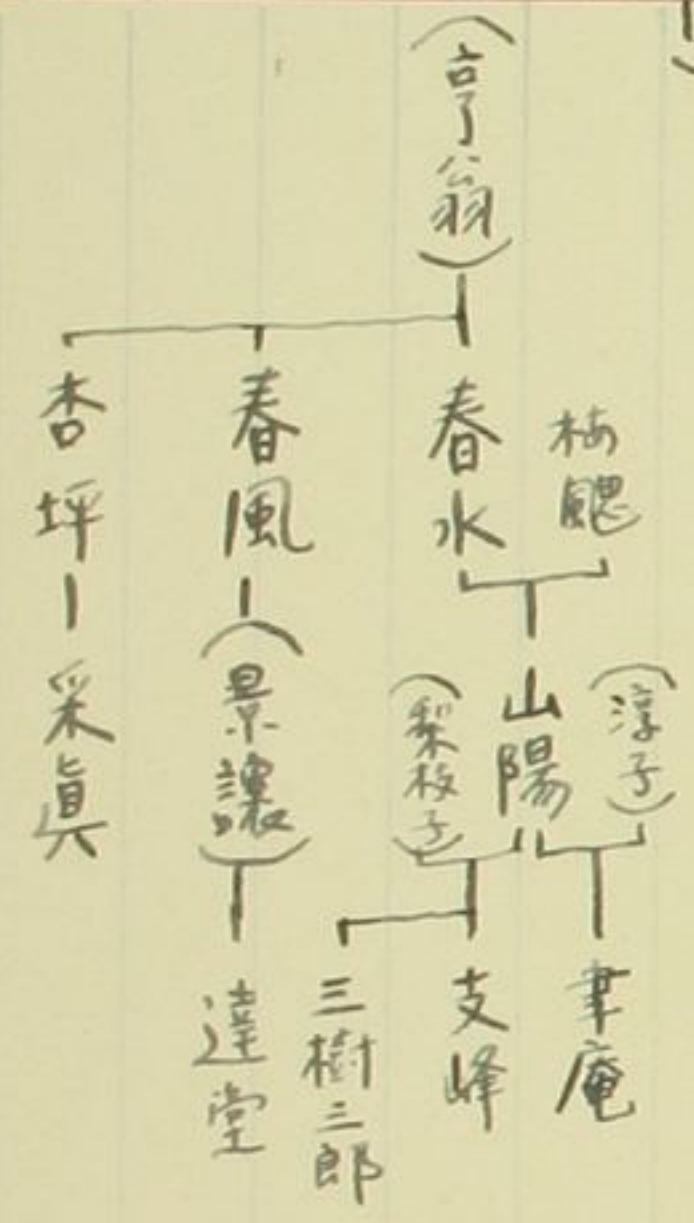 (亨翁)
梅颸
春水
春風
杏坪
(淳子)
山陽
(梨枝子)
(景譲)
采眞
聿庵
支峰
三樹三郎
達堂